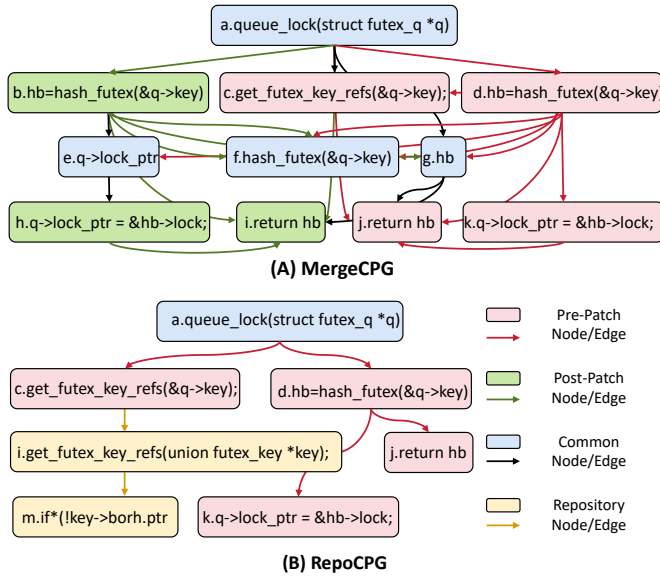 a.queue_lock(struct futex_q *q)
b.hb=hash_futex(&q->key)
c.get_futex_key_refs(&q->key);
d.hb=hash_futex(&q->key)
e.q->lock_ptr
f.hash_futex(&q->key)
g.hb
h.q->lock_ptr = &hb->lock;
i.return hb
j.return hb
k.q->lock_ptr = &hb->lock;
(A) MergeCPG
a.queue_lock(struct futex_q *q)
c.get_futex_key_refs(&q->key);
d.hb=hash_futex(&q->key)
i.get_futex_key_refs(union futex_key *key);
j.return hb
m.if*(!key->borh.ptr
k.q->lock_ptr = &hb->lock;
(B) RepoCPG
Pre-Patch
Node/Edge
Post-Patch
Node/Edge
Common
Node/Edge
Repository
Node/Edge